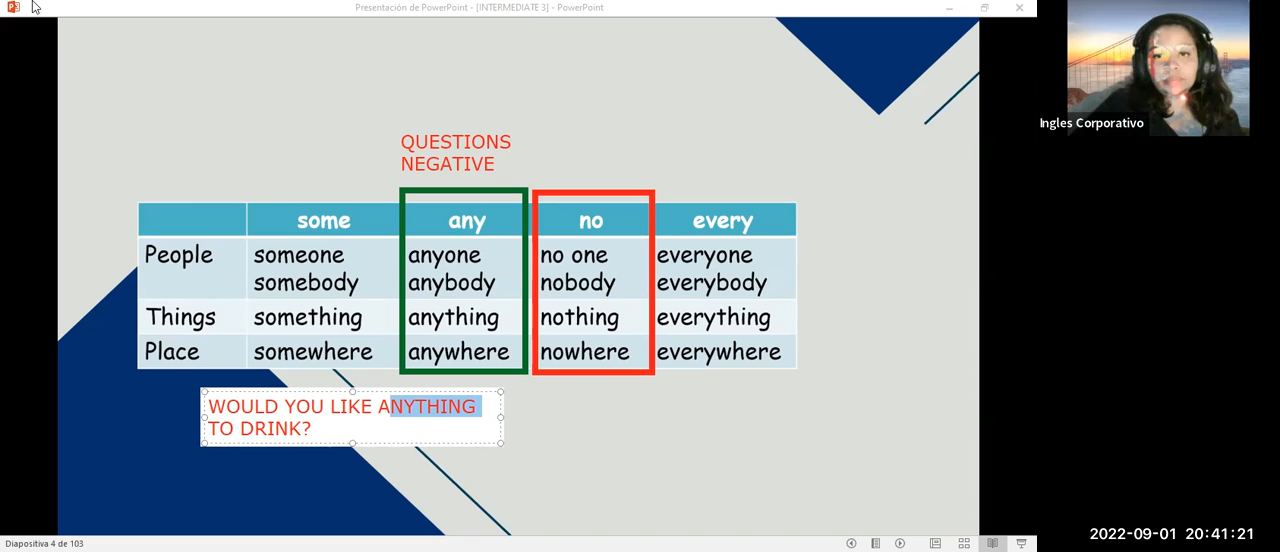 Presentación de PowerPoint - [INTERMEDIATE 3] - PowerPoint
Ingles Corporativo
QUESTIONS
NEGATIVE
some any no every
People someone anyone no one everyone
somebody anybody nobody everybody
Things something anything nothing everything
Place somewhere anywhere nowhere everywhere
WOULD YOU LIKE ANYTHING
TO DRINK?
2022-09-01 20:41:21
Diapositiva 4 de 103